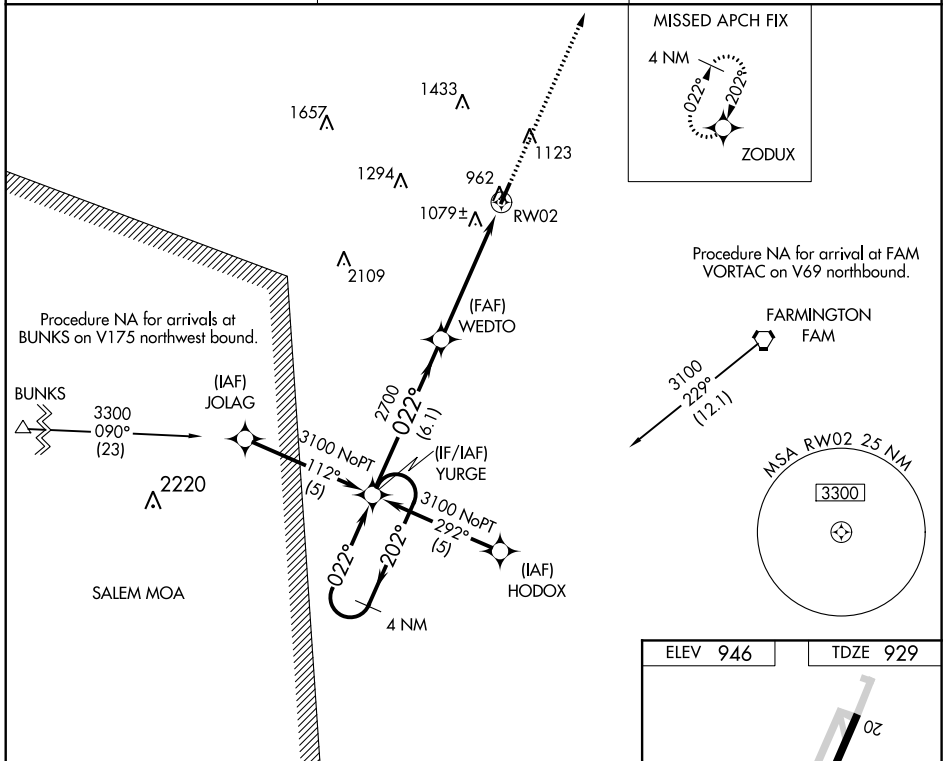 MISSED APCH FIX
4 NM
022°
202°
ZODUX
1433
1657
1123
1294
962
1079±
RW02
2109
Procedure NA for arrival at FAM
VORTAC on V69 northbound.
(FAF)
WEDTO
FARMINGTON
FAM
Procedure NA for arrivals at
BUNKS on V175 northwest bound.
3100
229°
(12.1)
BUNKS
(IAF)
JOLAG
3300
090°
(23)
2700
022°
(6.1)
3100 NoPT
112°
(5)
(IF/IAF)
YURGE
3100 NoPT
292°
(5)
MSA RW02 25 NM
3300
2220
022°
202°
(IAF)
HODOX
SALEM MOA
4 NM
ELEV 946
TDZE 929
20